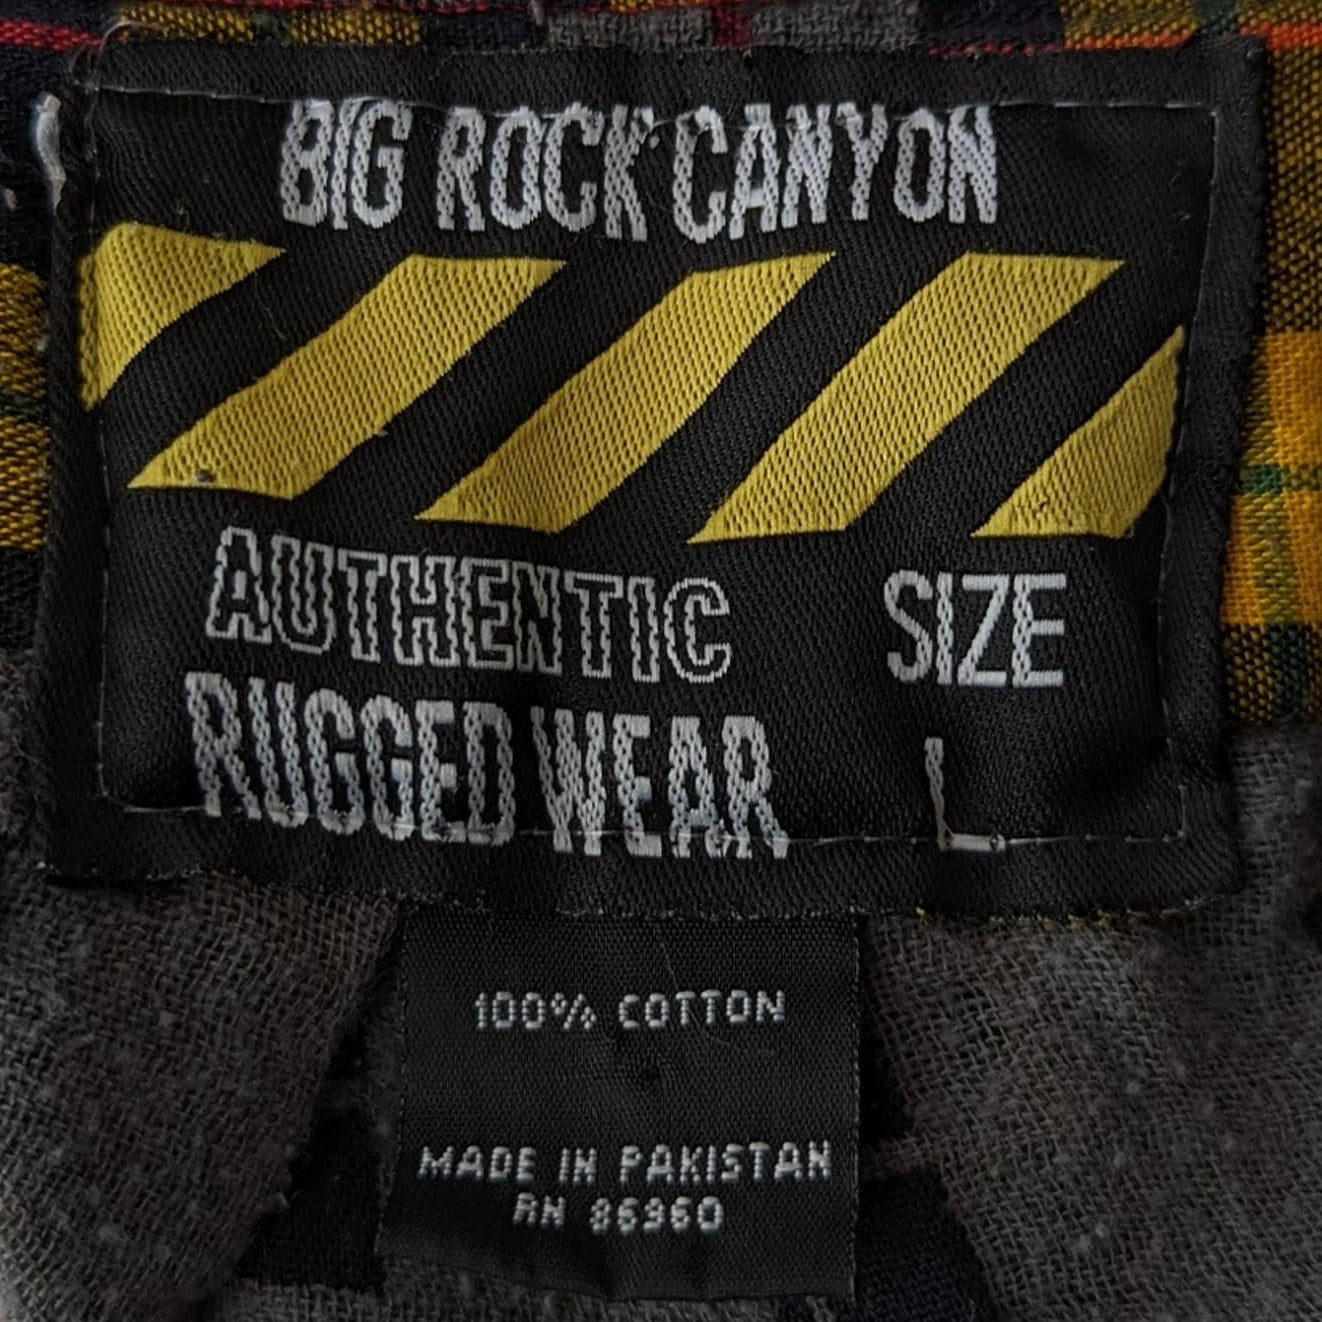 BIG ROCK CANYON
AUTHENTIC
RUGGED WEAR
SIZE
L
100% COTTON
MADE IN PAKISTAN
RN 86960